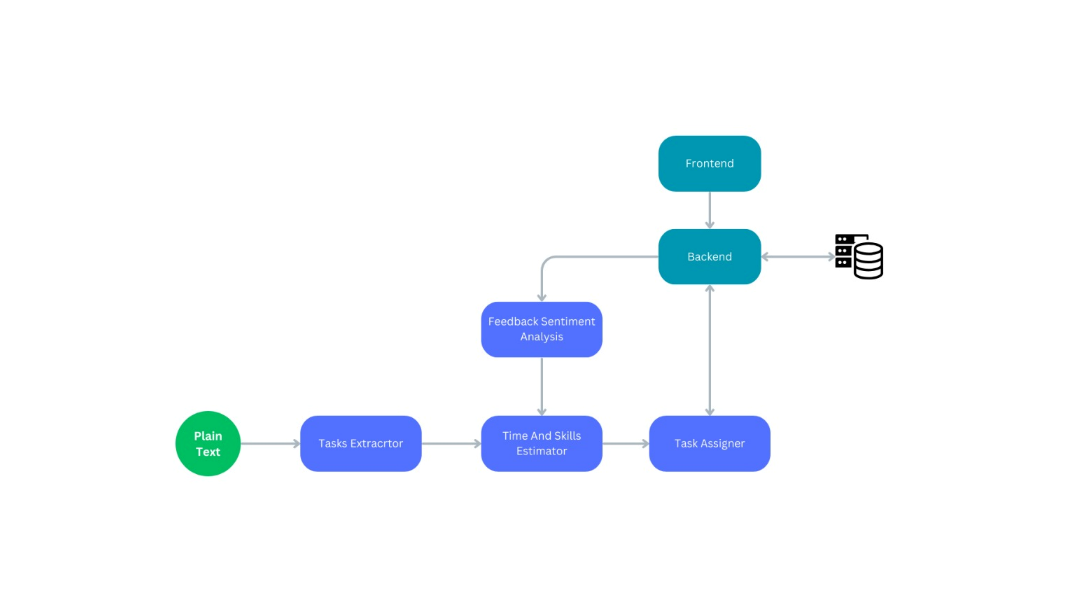 Frontend
Backend
Feedback Sentiment
Analysis
Plain
Text
Tasks Extracrtor
Time And Skills
Estimator
Task Assigner